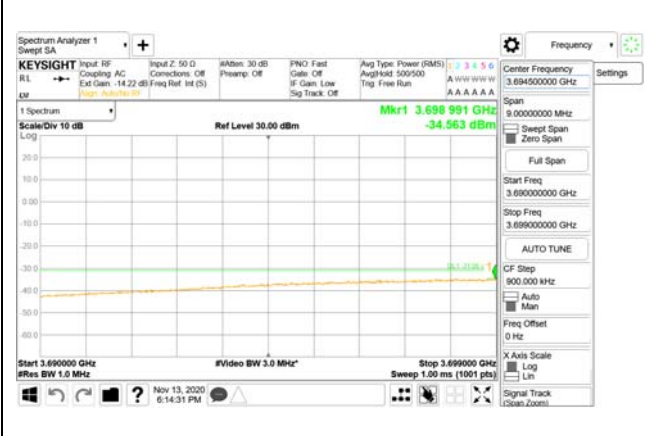 Spectrum Analyzer 1
Swept SA
Frequency
KEYSIGHT
RL
Input: RF
Coupling: AC
Ext Gain: -14.22 dB
Align: Auto/No RF
Input Z: 50 Ω
Corrections: Off
Freq Ref: Int (S)
#Atten: 30 dB
Preamp: Off
PNO: Fast
Gate: Off
IF Gain: Low
Sig Track: Off
Avg Type: Power (RMS)
Avg|Hold: 500/500
Trig: Free Run
1 2 3 4 5 6
A W W W W W
A A A A A A
1 Spectrum
Scale/Div 10 dB
Log
Ref Level 30.00 dBm
Mkr1 3.698 991 GHz
-34.563 dBm
20.0
10.0
0.00
-10.0
-20.0
-30.0
-40.0
-50.0
-60.0
1
Start 3.690000 GHz
#Res BW 1.0 MHz
#Video BW 3.0 MHz*
Stop 3.699000 GHz
Sweep 1.00 ms (1001 pts)
Nov 13, 2020
6:14:31 PM
?
Settings
Center Frequency
3.694500000 GHz
Span
9.00000000 MHz
Swept Span
Zero Span
Full Span
Start Freq
3.690000000 GHz
Stop Freq
3.699000000 GHz
AUTO TUNE
CF Step
900.000 kHz
Auto
Man
Freq Offset
0 Hz
X Axis Scale
Log
Lin
Signal Track
(Span Zoom)